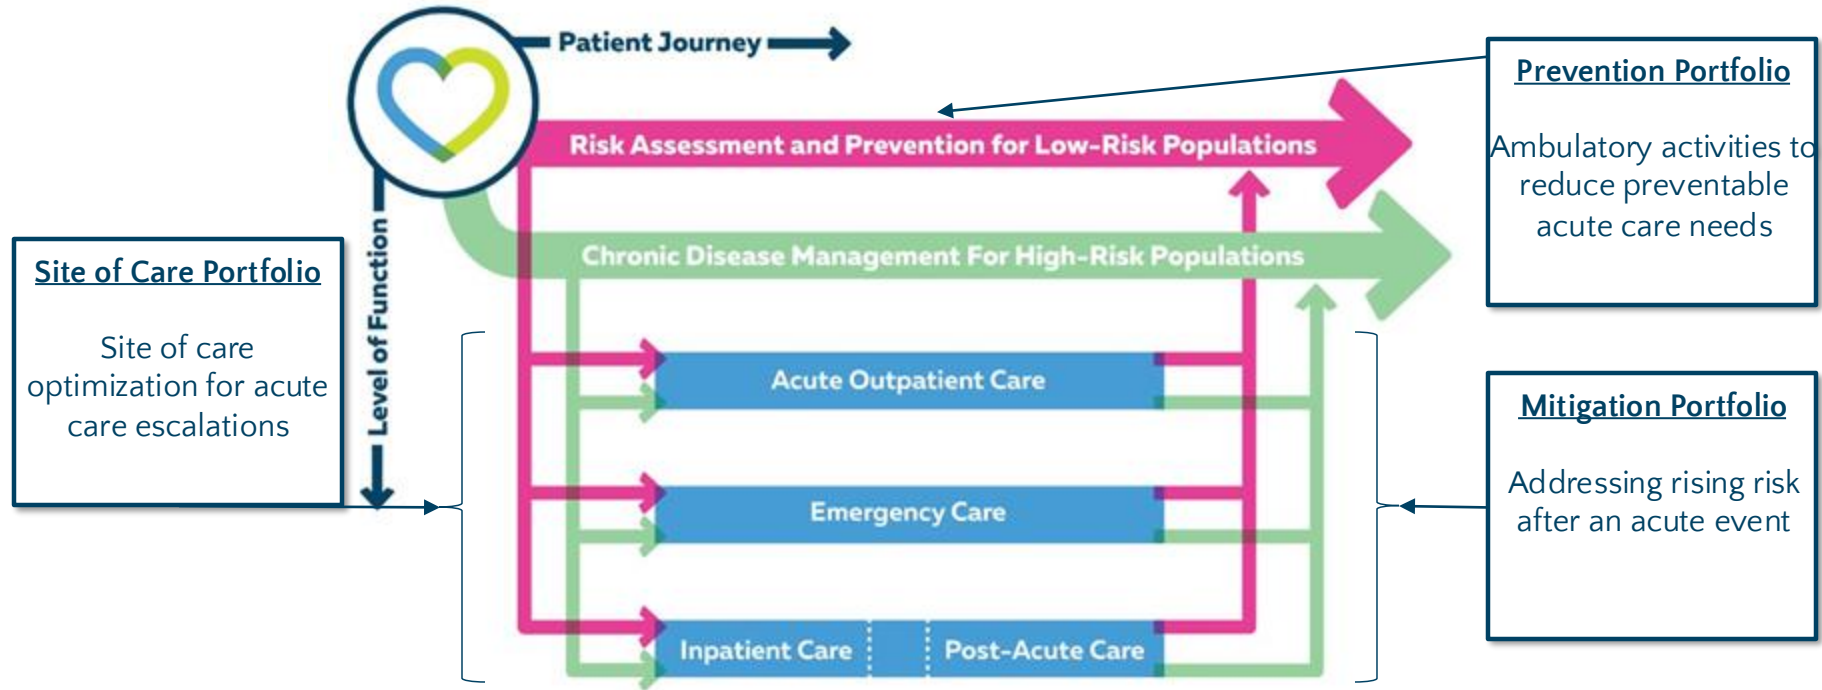 Patient Journey
Level of Function
Risk Assessment and Prevention for Low-Risk Populations
Chronic Disease Management For High-Risk Populations
Acute Outpatient Care
Emergency Care
Inpatient Care
Post-Acute Care
Site of Care Portfolio
Site of care
optimization for acute
care escalations
Prevention Portfolio
Ambulatory activities to
reduce preventable
acute care needs
Mitigation Portfolio
Addressing rising risk
after an acute event